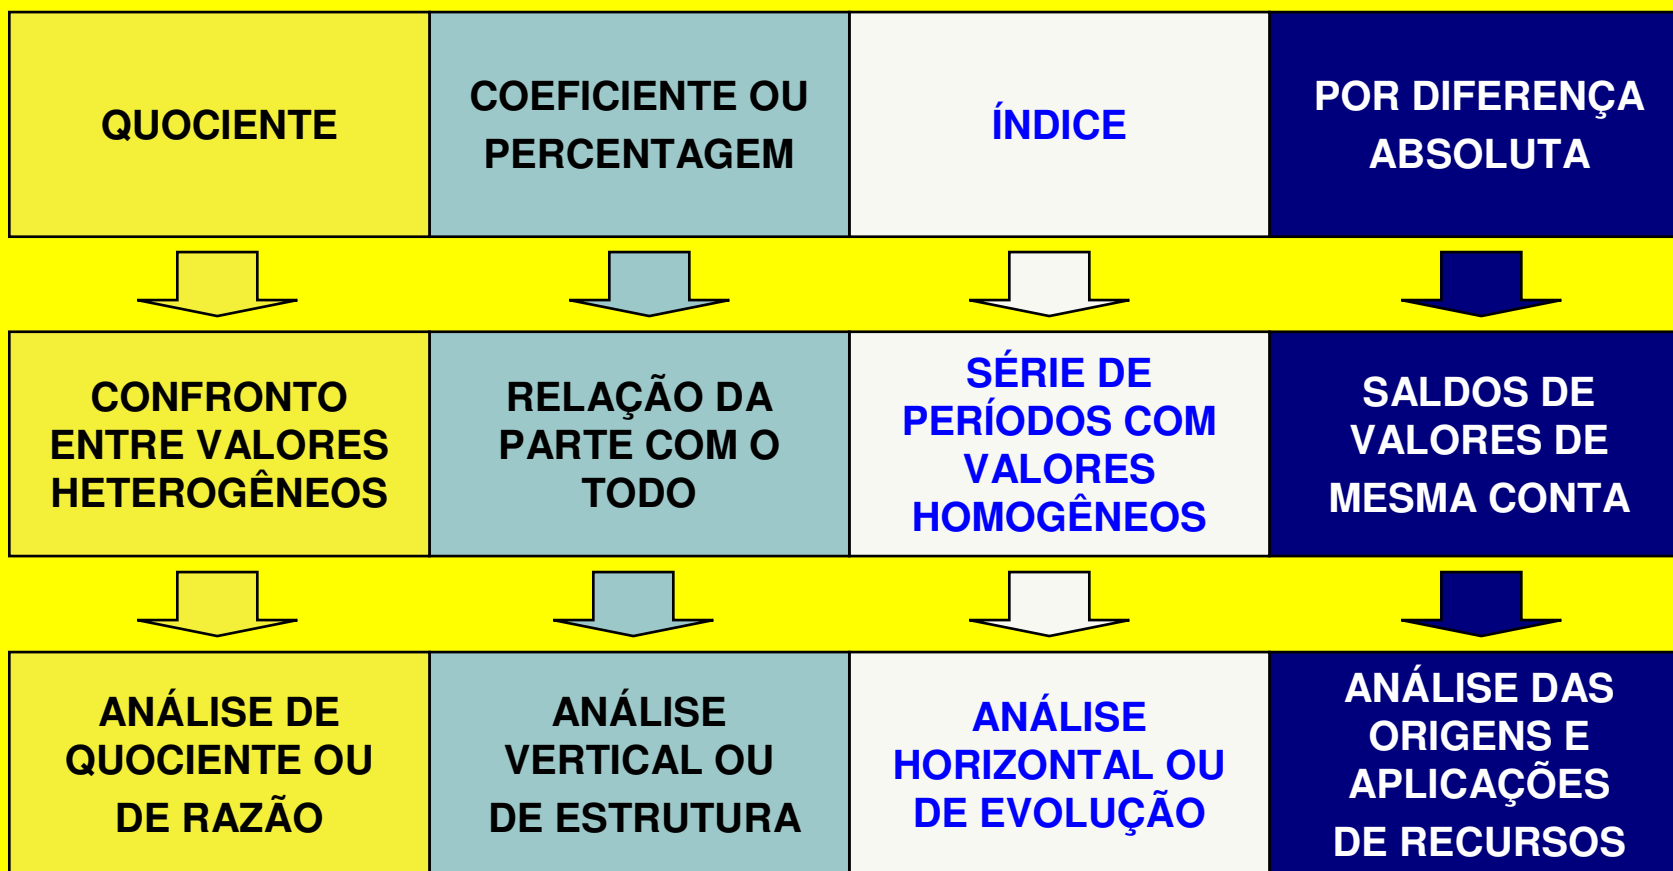 QUOCIENTE
COEFICIENTE OU
PERCENTAGEM
ÍNDICE
POR DIFERENÇA
ABSOLUTA
CONFRONTO
ENTRE VALORES
HETEROGÊNEOS
RELAÇÃO DA
PARTE COM O
TODO
SÉRIE DE
PERÍODOS COM
VALORES
HOMOGÊNEOS
SALDOS DE
VALORES DE
MESMA CONTA
ANÁLISE DE
QUOCIENTE OU
DE RAZÃO
ANÁLISE
VERTICAL OU
DE ESTRUTURA
ANÁLISE
HORIZONTAL OU
DE EVOLUÇÃO
ANÁLISE DAS
ORIGENS E
APLICAÇÕES
DE RECURSOS